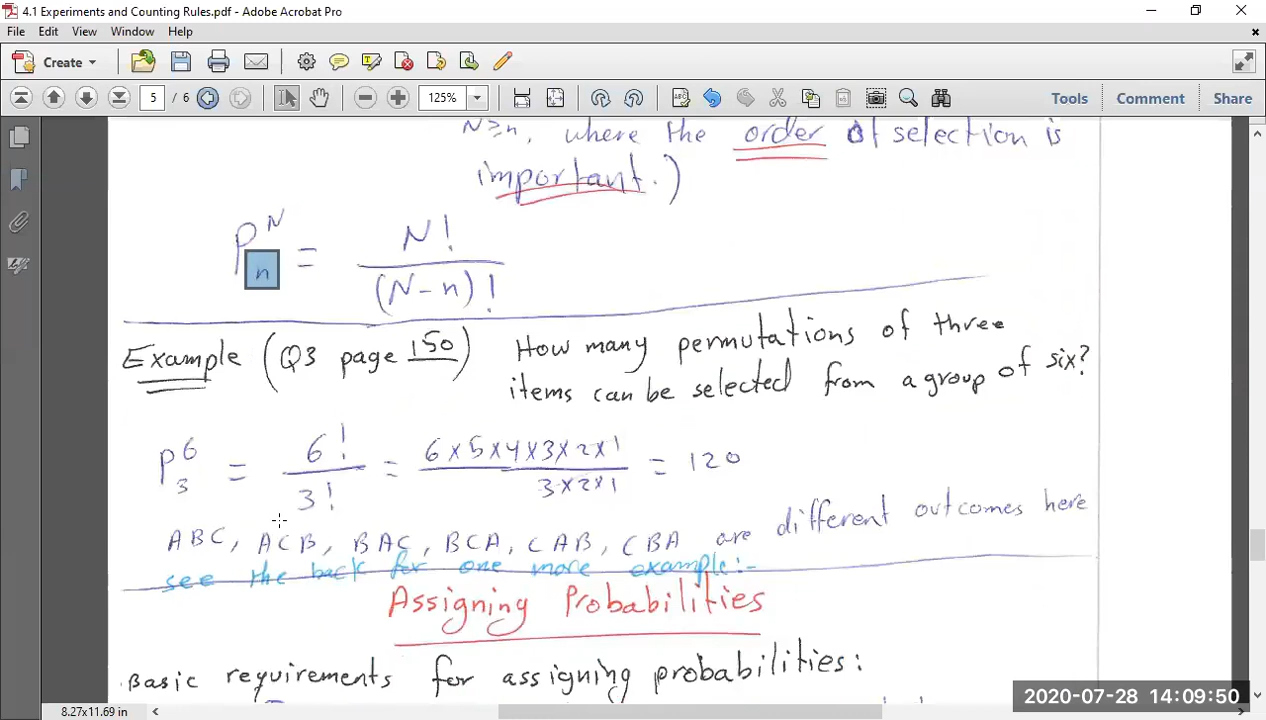 4.1 Experiments and Counting Rules.pdf - Adobe Acrobat Pro
File Edit View Window Help
Create
5 / 6 125% Tools Comment Share
N≥n, where the order of selection is
important.)
P^N_n = N! / (N-n)!
Example (Q3 page 150) How many permutations of three
items can be selected from a group of six?
P^6_3 = 6! / 3! = 6×5×4×3×2×1 / 3×2×1 = 120
ABC, ACB, BAC, BCA, CAB, CBA are different outcomes here
see the back for one more example:-
Assigning Probabilities
Basic requirements for assigning probabilities:
2020-07-28 14:09:50
8.27x11.69 in